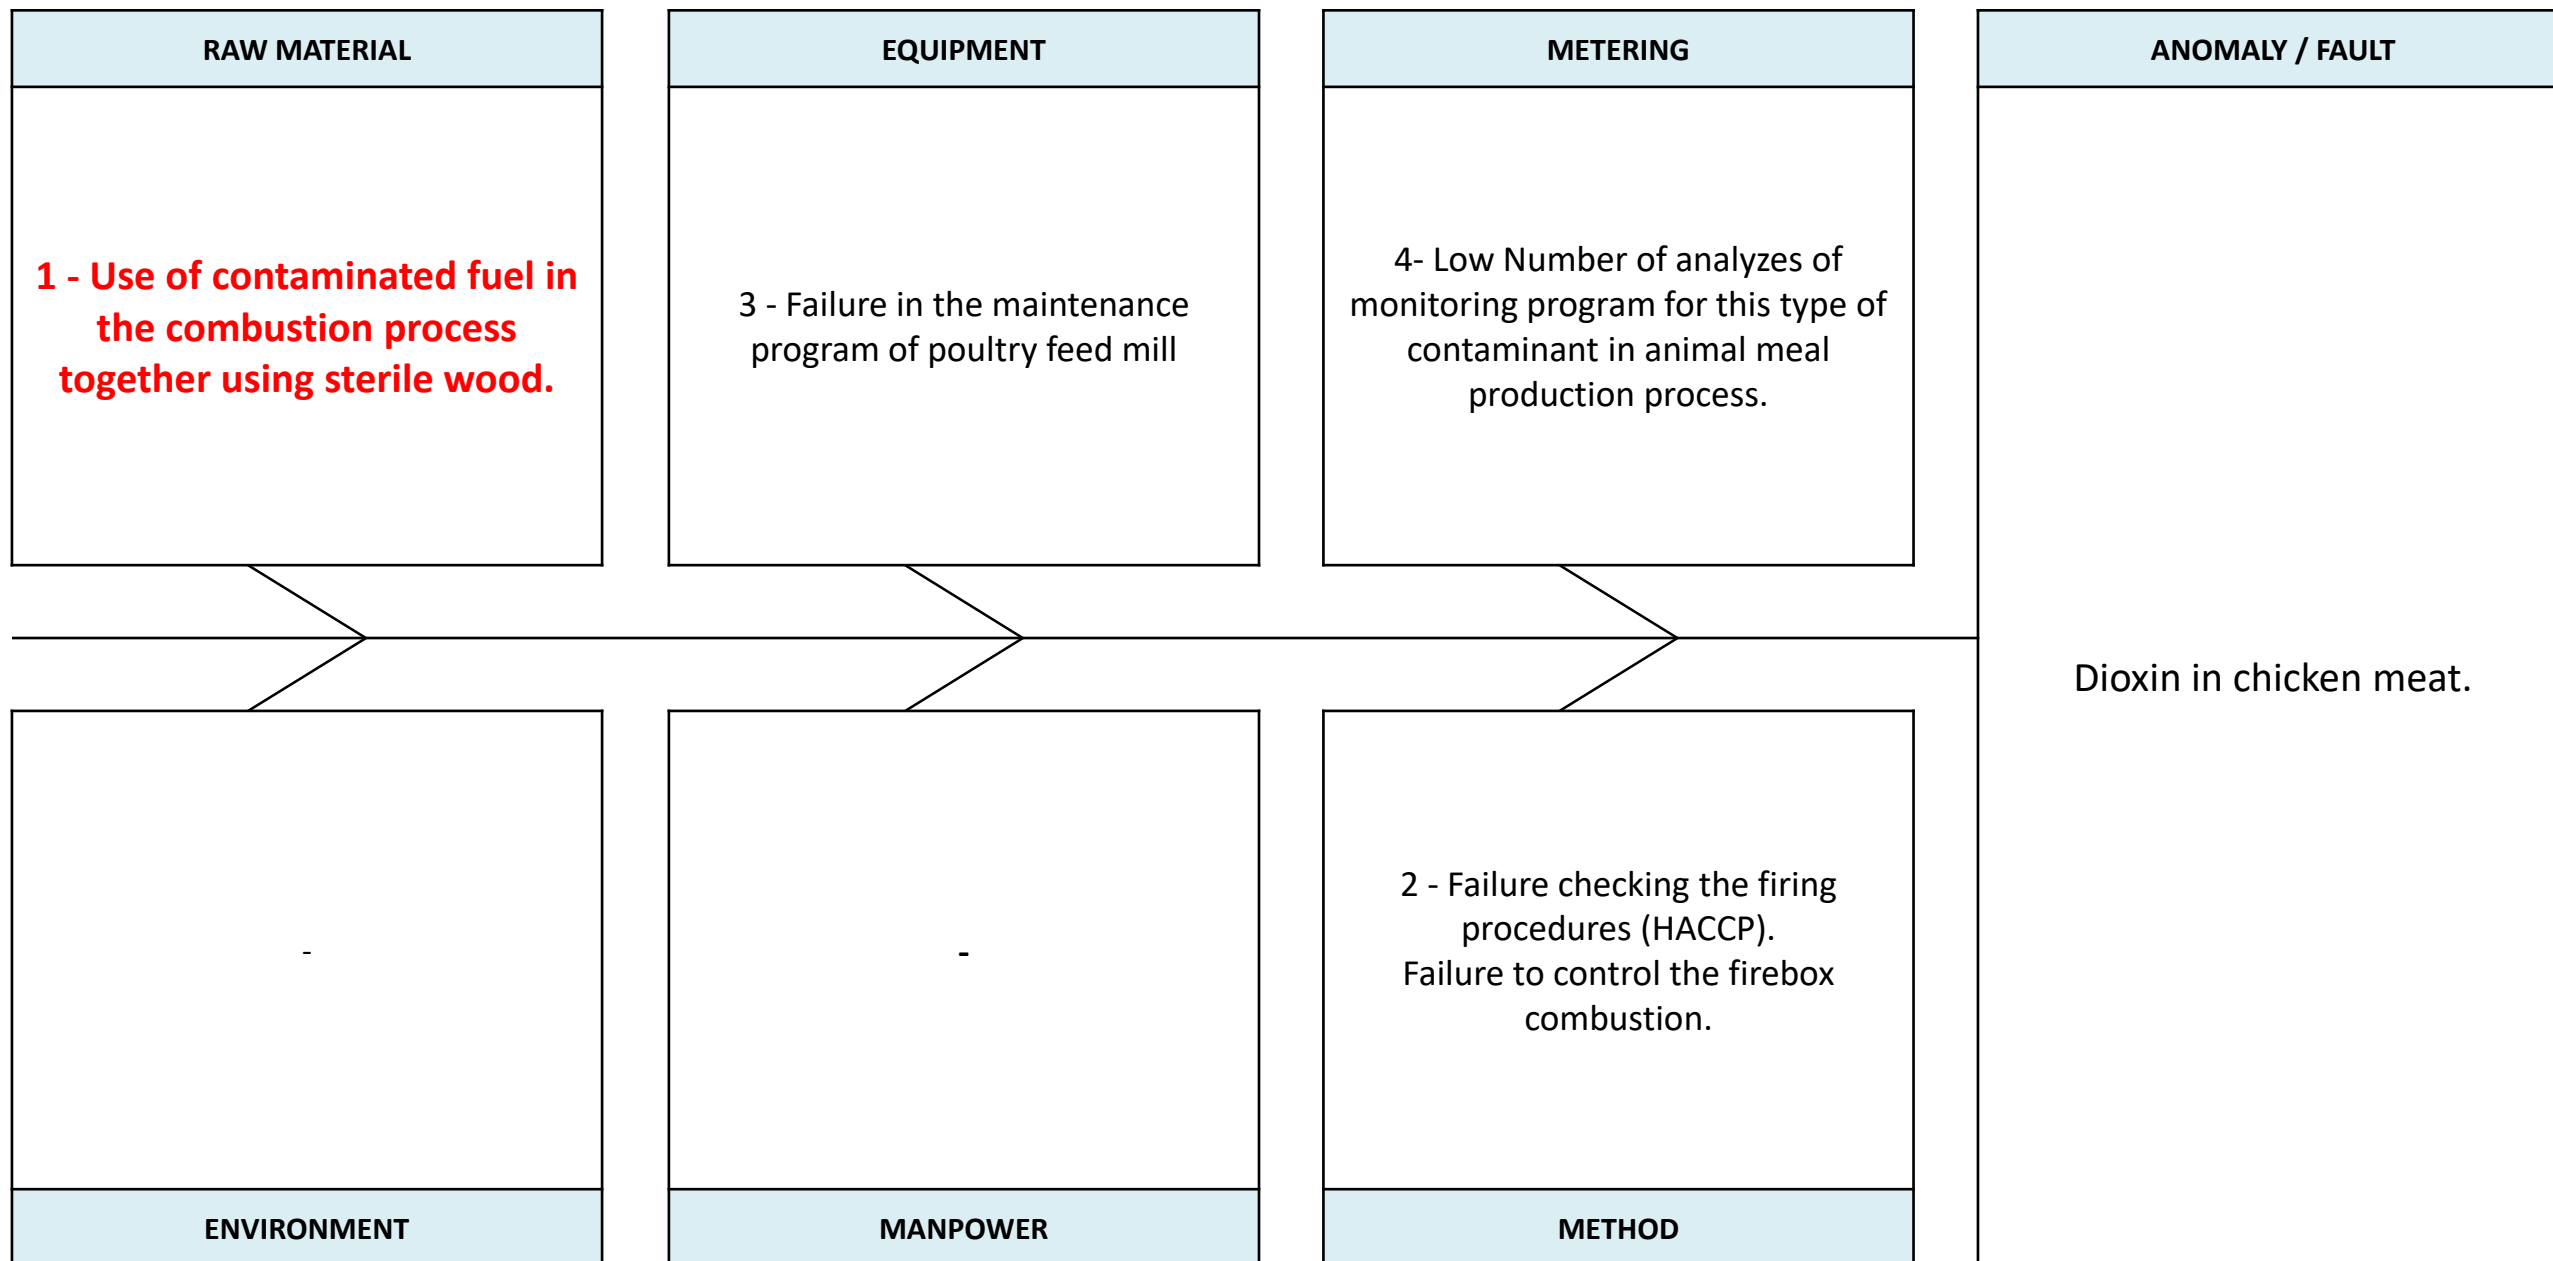 RAW MATERIAL
EQUIPMENT
METERING
ANOMALY / FAULT
1 - Use of contaminated fuel in
the combustion process
together using sterile wood.
3 - Failure in the maintenance
program of poultry feed mill
4- Low Number of analyzes of
monitoring program for this type of
contaminant in animal meal
production process.
Dioxin in chicken meat.
-
-
2 - Failure checking the firing
procedures (HACCP).
Failure to control the firebox
combustion.
ENVIRONMENT
MANPOWER
METHOD